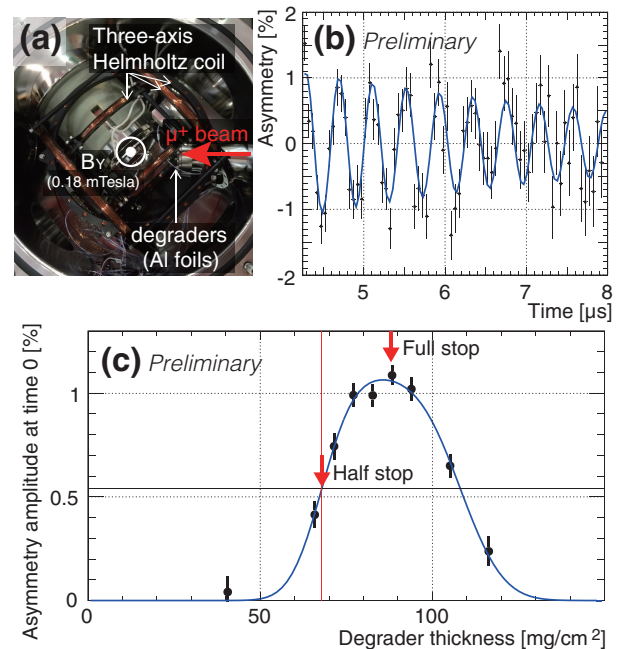 (a)
Three-axis
Helmholtz coil
μ+ beam
BY
(0.18 mTesla)
degraders
(Al foils)
(b) Preliminary
Asymmetry [%]
2
1
0
-1
-2
5 6 7 8
Time [μs]
(c) Preliminary
Asymmetry amplitude at time 0 [%]
1
0.5
0
Full stop
Half stop
0 50 100
Degrader thickness [mg/cm2]